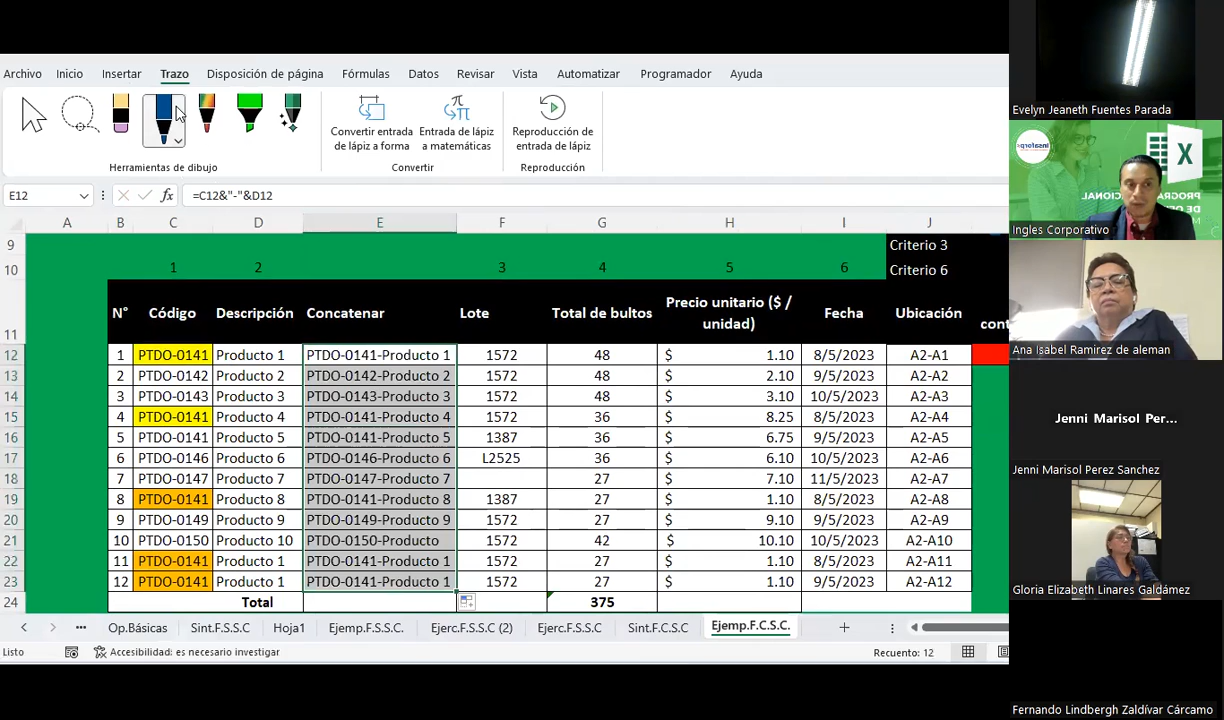 Archivo Inicio Insertar Trazo Disposición de página Fórmulas Datos Revisar Vista Automatizar Programador Ayuda
Convertir entrada de lápiz a forma
Entrada de lápiz a matemáticas
Reproducción de entrada de lápiz
Herramientas de dibujo Convertir Reproducción
E12 fx =C12&"-"&D12
A B C D E F G H I J
9 Criterio 3
10 1 2 3 4 5 6 Criterio 6
11 N° Código Descripción Concatenar Lote Total de bultos Precio unitario ($ / unidad) Fecha Ubicación cont
12 1 PTDO-0141 Producto 1 PTDO-0141-Producto 1 1572 48 $ 1.10 8/5/2023 A2-A1
13 2 PTDO-0142 Producto 2 PTDO-0142-Producto 2 1572 48 $ 2.10 9/5/2023 A2-A2
14 3 PTDO-0143 Producto 3 PTDO-0143-Producto 3 1572 48 $ 3.10 10/5/2023 A2-A3
15 4 PTDO-0141 Producto 4 PTDO-0141-Producto 4 1572 36 $ 8.25 8/5/2023 A2-A4
16 5 PTDO-0141 Producto 5 PTDO-0141-Producto 5 1387 36 $ 6.75 9/5/2023 A2-A5
17 6 PTDO-0146 Producto 6 PTDO-0146-Producto 6 L2525 36 $ 6.10 10/5/2023 A2-A6
18 7 PTDO-0147 Producto 7 PTDO-0147-Producto 7 27 $ 7.10 11/5/2023 A2-A7
19 8 PTDO-0141 Producto 8 PTDO-0141-Producto 8 1387 27 $ 1.10 8/5/2023 A2-A8
20 9 PTDO-0149 Producto 9 PTDO-0149-Producto 9 1572 27 $ 9.10 9/5/2023 A2-A9
21 10 PTDO-0150 Producto 10 PTDO-0150-Producto 1572 42 $ 10.10 10/5/2023 A2-A10
22 11 PTDO-0141 Producto 1 PTDO-0141-Producto 1 1572 27 $ 1.10 8/5/2023 A2-A11
23 12 PTDO-0141 Producto 1 PTDO-0141-Producto 1 1572 27 $ 1.10 9/5/2023 A2-A12
24 Total 375
Op.Básicas Sint.F.S.S.C Hoja1 Ejemp.F.S.S.C. Ejerc.F.S.S.C (2) Ejerc.F.S.S.C Sint.F.C.S.C Ejemp.F.C.S.C.
Listo Accesibilidad: es necesario investigar Recuento: 12
Evelyn Jeaneth Fuentes Parada
Ingles Corporativo
Ana Isabel Ramirez de aleman
Jenni Marisol Per...
Jenni Marisol Perez Sanchez
Gloria Elizabeth Linares Galdámez
Fernando Lindbergh Zaldívar Cárcamo